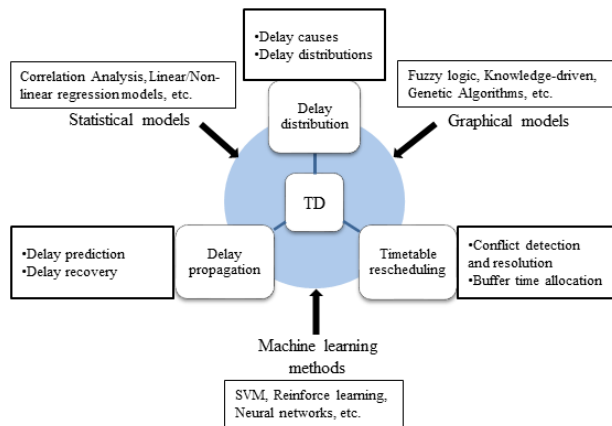 •Delay causes
•Delay distributions
Correlation Analysis, Linear/Non-
linear regression models, etc.
Statistical models
Fuzzy logic, Knowledge-driven,
Genetic Algorithms, etc.
Graphical models
Delay
distribution
TD
•Delay prediction
•Delay recovery
Delay
propagation
Timetable
rescheduling
•Conflict detection
and resolution
•Buffer time allocation
Machine learning
methods
SVM, Reinforce learning,
Neural networks, etc.